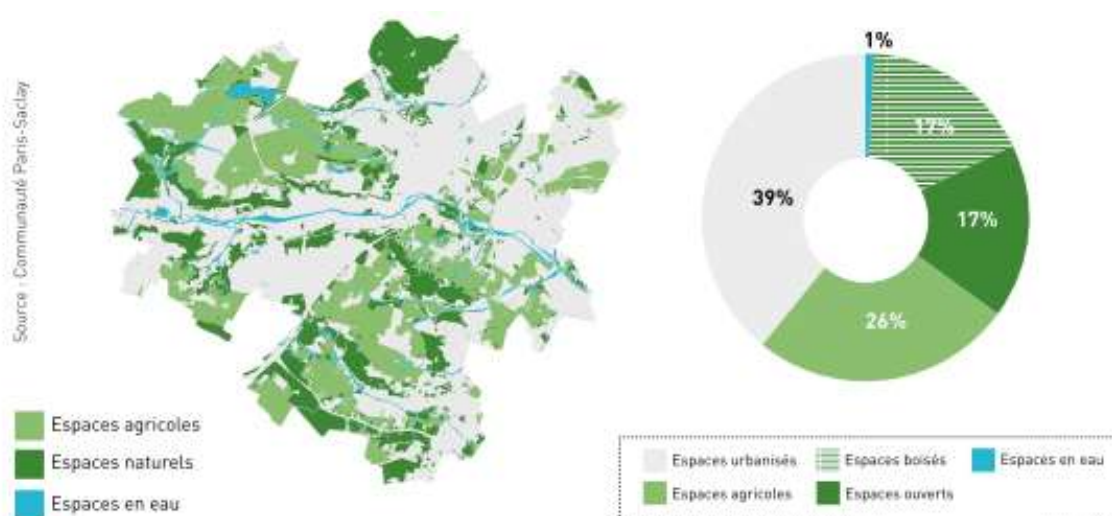 Source - Communauté Paris-Saclay
Espaces agricoles
Espaces naturels
Espaces en eau
1%
17%
17%
26%
39%
Espaces urbanisés
Espaces boisés
Espaces en eau
Espaces agricoles
Espaces ouverts